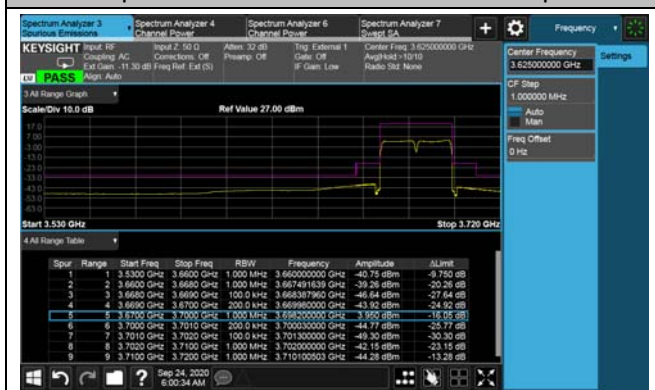 Spectrum Analyzer 3
Spurious Emissions
Spectrum Analyzer 4
Channel Power
Spectrum Analyzer 6
Channel Power
Spectrum Analyzer 7
Swept SA
Frequency
KEYSIGHT
Input: RF
Coupling: AC
Ext Gain: -11.30 dB
Align: Auto
Input Z: 50 Ω
Corrections: Off
Freq Ref: Ext (S)
Atten: 32 dB
Preamp: Off
Trig: External 1
Gate: Off
IF Gain: Low
Center Freq: 3.625000000 GHz
Avg|Hold:>10/10
Radio Std: None
PASS
Center Frequency
3.625000000 GHz
Settings
CF Step
1.000000 MHz
Auto
Man
Freq Offset
0 Hz
3 All Range Graph
Scale/Div 10.0 dB
Ref Value 27.00 dBm
17.0
7.00
-3.00
-13.0
-23.0
-33.0
-43.0
-53.0
-63.0
Start 3.530 GHz
Stop 3.720 GHz
4 All Range Table
Spur Range Start Freq Stop Freq RBW Frequency Amplitude ΔLimit
1 1 3.5300 GHz 3.6600 GHz 1.000 MHz 3.660000000 GHz -40.75 dBm -9.750 dB
2 2 3.6600 GHz 3.6680 GHz 1.000 MHz 3.667491639 GHz -39.26 dBm -20.26 dB
3 3 3.6680 GHz 3.6690 GHz 100.0 kHz 3.668387960 GHz -46.64 dBm -27.64 dB
4 4 3.6690 GHz 3.6700 GHz 200.0 kHz 3.669980000 GHz -43.92 dBm -24.92 dB
5 5 3.6700 GHz 3.7000 GHz 1.000 MHz 3.698200000 GHz 3.950 dBm -16.05 dB
6 6 3.7000 GHz 3.7010 GHz 200.0 kHz 3.700030000 GHz -44.77 dBm -25.77 dB
7 7 3.7010 GHz 3.7020 GHz 100.0 kHz 3.701300000 GHz -49.30 dBm -30.30 dB
8 8 3.7020 GHz 3.7100 GHz 1.000 MHz 3.702000000 GHz -42.15 dBm -23.15 dB
9 9 3.7100 GHz 3.7200 GHz 1.000 MHz 3.710100503 GHz -44.28 dBm -13.28 dB
Sep 24, 2020
6:00:34 AM